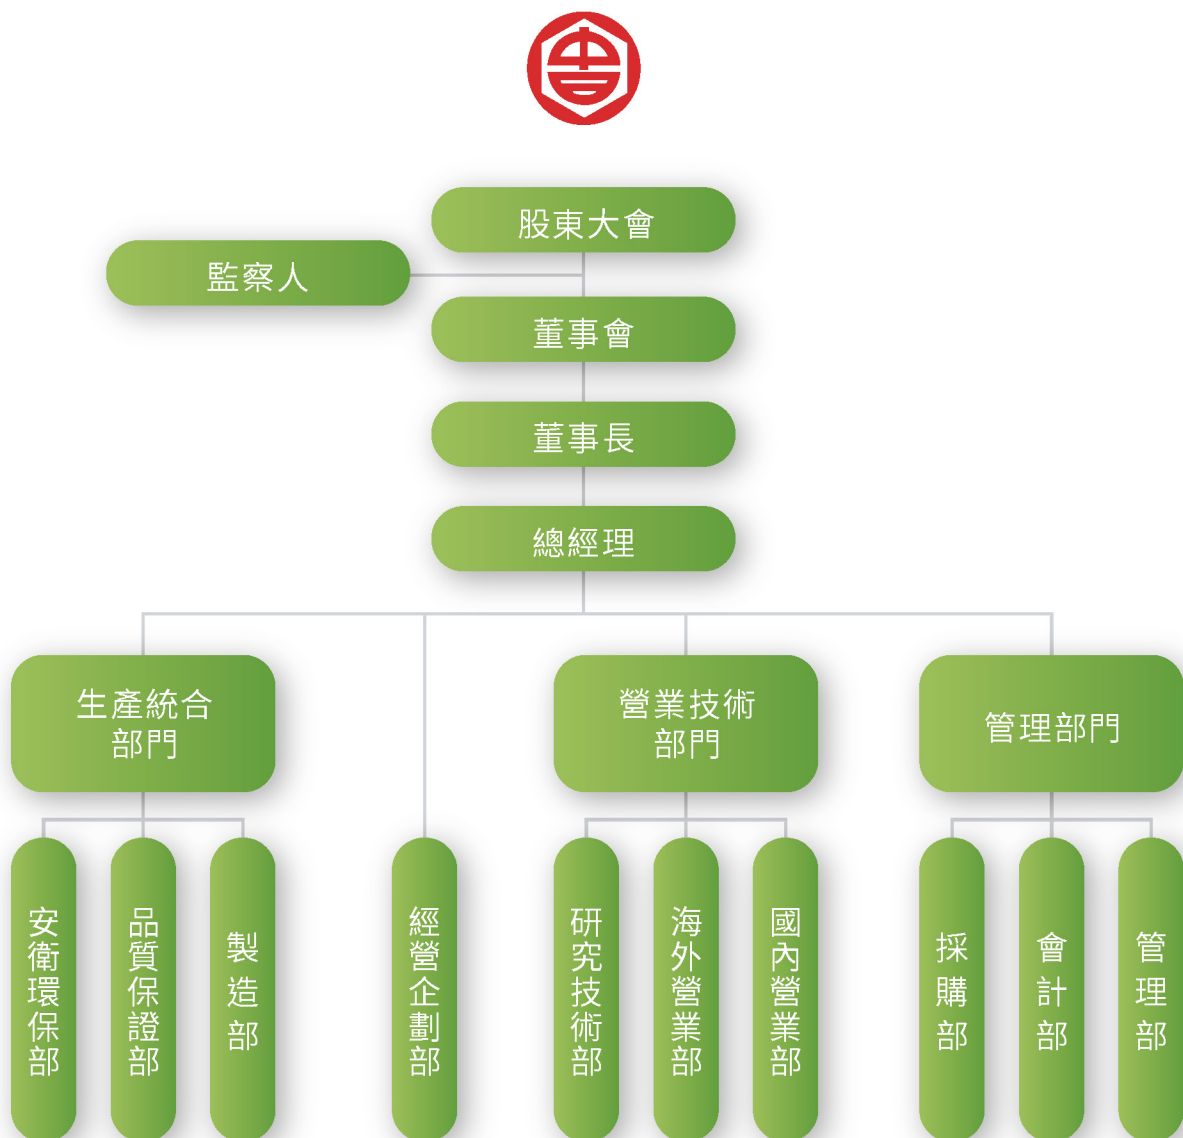 股東大會
監察人
董事會
董事長
總經理
生產統合
部門
營業技術
部門
管理部門
安衛環保部
品質保證部
製造部
經營企劃部
研究技術部
海外營業部
國內營業部
採購部
會計部
管理部